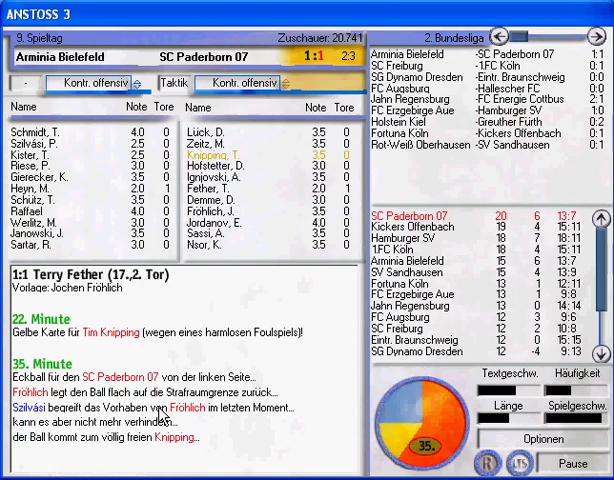 ANSTOSS 3
9. Spieltag Zuschauer: 20.741
Arminia Bielefeld SC Paderborn 07 1:1 2:3
- Kontr. offensiv Taktik Kontr. offensiv
Name Note Tore Name Note Tore
Schmidt, T. 4.0 0 Lück, D. 3.5 0
Szilvási, P. 2.5 0 Zeitz, M. 3.5 0
Kister, T. 2.5 0 Knipping, T. 3.5 0
Riese, P. 3.0 0 Hofstetter, D. 3.0 0
Gierecker, K. 3.5 0 Ignjovski, A. 3.5 0
Heyn, M. 2.0 1 Fether, T. 2.0 1
Schütz, T. 3.5 0 Demme, D. 3.0 0
Raffael 4.0 0 Fröhlich, J. 3.5 0
Werlitz, M. 3.0 0 Jordanov, E. 4.0 0
Janowski, J. 3.5 0 Sassi, A. 3.5 0
Sartar, R. 3.0 0 Nsor, K. 3.5 0
1:1 Terry Fether (17.,2. Tor)
Vorlage: Jochen Fröhlich
22. Minute
Gelbe Karte für Tim Knipping (wegen eines harmlosen Foulspiels)!
35. Minute
Eckball für den SC Paderborn 07 von der linken Seite...
Fröhlich legt den Ball flach auf die Strafraumgrenze zurück...
Szilvási begreift das Vorhaben von Fröhlich im letzten Moment...
kann es aber nicht mehr verhindern...
der Ball kommt zum völlig freien Knipping...
2. Bundesliga
Arminia Bielefeld -SC Paderborn 07 1:1
SC Freiburg -1.FC Köln 0:0
SG Dynamo Dresden -Eintr. Braunschweig 0:0
FC Augsburg -Hallescher FC 0:0
Jahn Regensburg -FC Energie Cottbus 2:1
FC Erzgebirge Aue -Hamburger SV 1:0
Holstein Kiel -Greuther Fürth 0:2
Fortuna Köln -Kickers Offenbach 0:1
Rot-Weiß Oberhausen -SV Sandhausen 0:1
SC Paderborn 07 20 6 13:7
Kickers Offenbach 19 4 15:11
Hamburger SV 18 7 18:11
1.FC Köln 18 4 15:11
Arminia Bielefeld 15 6 13:7
SV Sandhausen 15 4 13:9
Fortuna Köln 13 1 12:11
FC Erzgebirge Aue 13 1 9:8
Jahn Regensburg 13 0 14:14
FC Augsburg 12 3 9:6
SC Freiburg 12 2 10:8
Eintr. Braunschweig 12 0 15:15
SG Dynamo Dresden 12 -4 9:13
35.
Textgeschw. Häufigkeit
Länge Spielgeschw.
Optionen
R
Pause